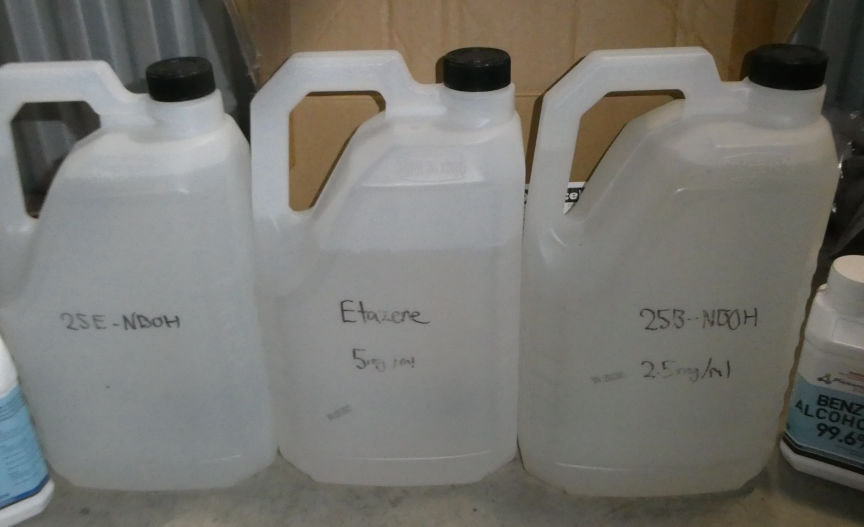 25E-NBOH
Etazene
5mg/ml
25B-NBOH
2.5mg/ml
BENZ
ALCOHO
99.6%